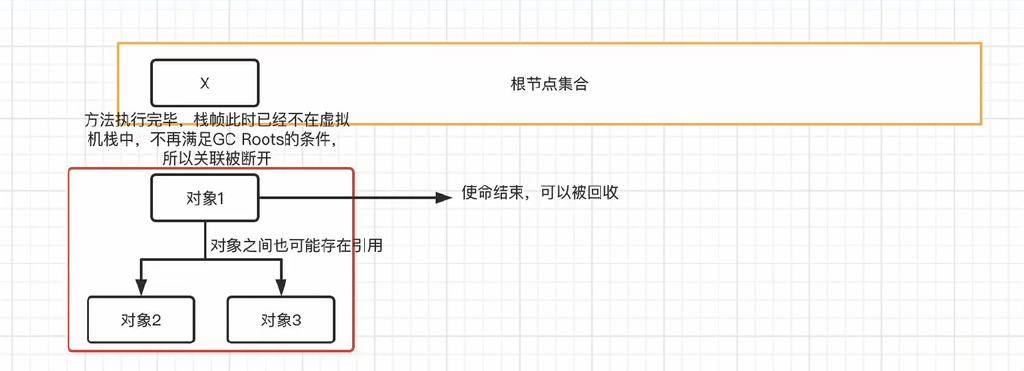 X
根节点集合
方法执行完毕，栈帧此时已经不在虚拟
机栈中，不再满足GC Roots的条件，
所以关联被断开
对象1
使命结束，可以被回收
对象之间也可能存在引用
对象2
对象3